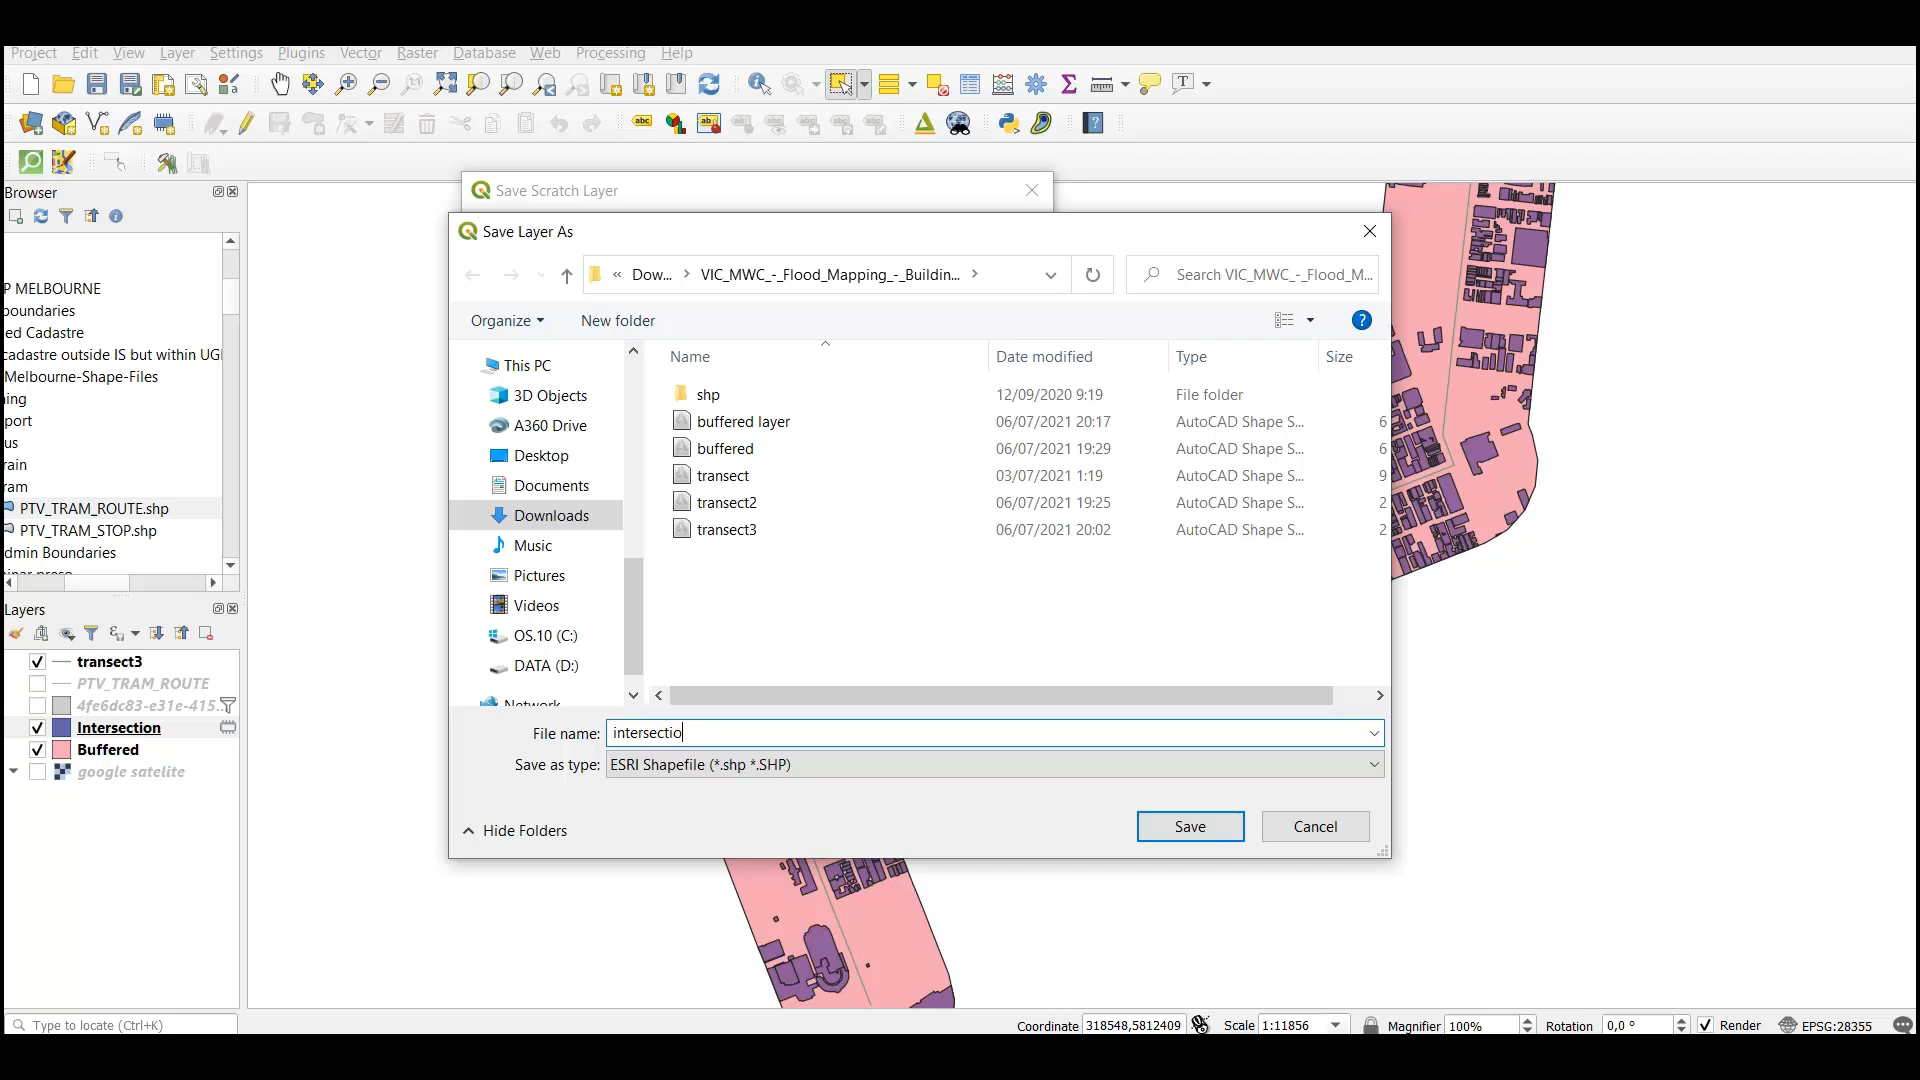 Project Edit View Layer Settings Plugins Vector Raster Database Web Processing Help
Browser
P MELBOURNE
boundaries
ed Cadastre
cadastre outside IS but within UG
Melbourne-Shape-Files
ing
port
us
rain
ram
PTV_TRAM_ROUTE.shp
PTV_TRAM_STOP.shp
dmin Boundaries
Layers
transect3
PTV_TRAM_ROUTE
4fe6dc83-e31e-415...
Intersection
Buffered
google satelite
Type to locate (Ctrl+K)
Save Scratch Layer
Save Layer As
« Dow... > VIC_MWC_-_Flood_Mapping_-_Buildin... >
Search VIC_MWC_-_Flood_M...
Organize New folder
This PC
3D Objects
A360 Drive
Desktop
Documents
Downloads
Music
Pictures
Videos
OS.10 (C:)
DATA (D:)
Network
Name Date modified Type Size
shp 12/09/2020 9:19 File folder
buffered layer 06/07/2021 20:17 AutoCAD Shape S... 6
buffered 06/07/2021 19:29 AutoCAD Shape S... 6
transect 03/07/2021 1:19 AutoCAD Shape S... 9
transect2 06/07/2021 19:25 AutoCAD Shape S... 2
transect3 06/07/2021 20:02 AutoCAD Shape S... 2
File name: intersectio
Save as type: ESRI Shapefile (*.shp *.SHP)
Hide Folders
Save Cancel
Coordinate 318548,5812409 Scale 1:11856 Magnifier 100% Rotation 0,0 ° Render EPSG:28355